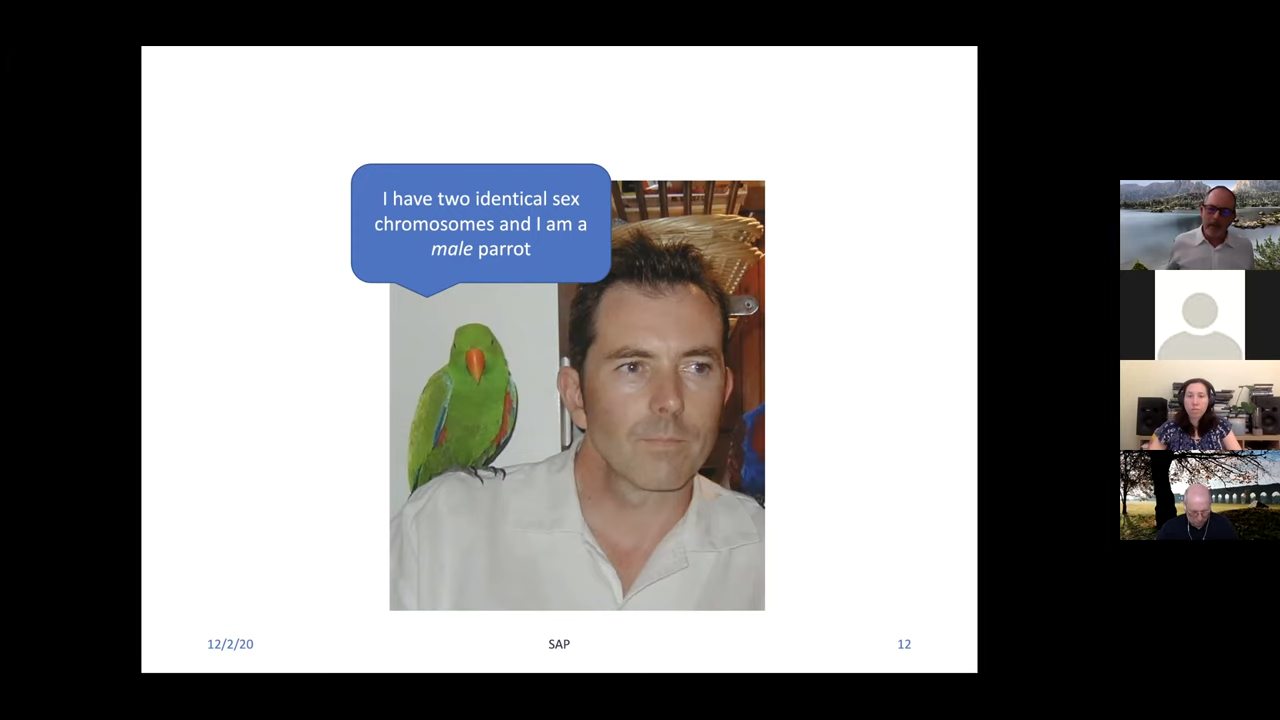 I have two identical sex
chromosomes and I am a
male parrot
12/2/20
SAP
12